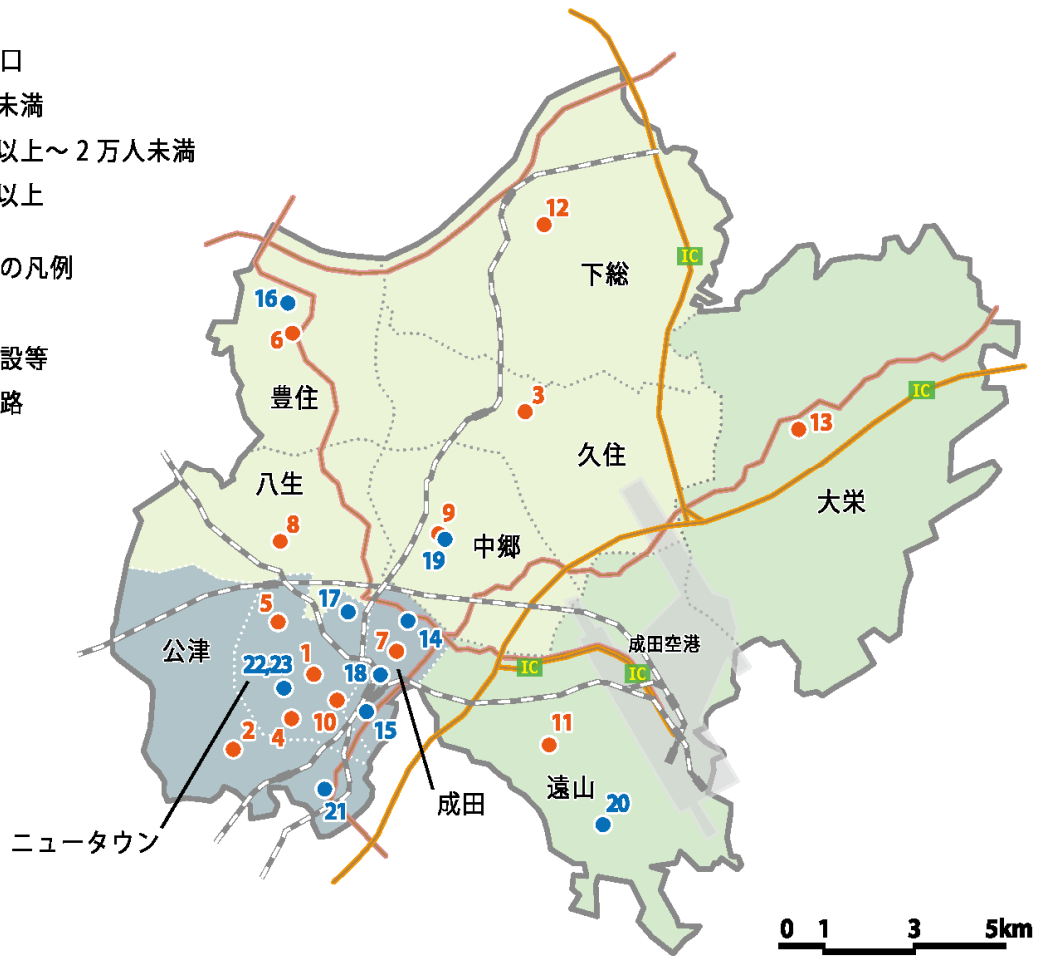 口
未満
以上～2万人未満
以上
の凡例
設等
路
12
IC
下総
16
6
豊住
3
久住
IC
13
大栄
八生
8
9
19
中郷
5
17
14
公津
7
成田空港
22,23
1
18
IC
IC
10
15
2
4
11
遠山
20
21
成田
ニュータウン
0 1 3 5km